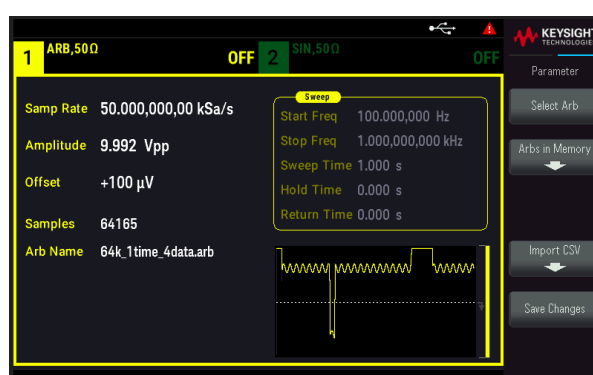 KEYSIGHT
TECHNOLOGIE
1 ARB,50Ω OFF
2 SIN,50Ω OFF
Parameter
Select Arb
Arbs in Memory
Import CSV
Save Changes
Samp Rate 50.000,000,00 kSa/s
Amplitude 9.992 Vpp
Offset +100 µV
Samples 64165
Arb Name 64k_1time_4data.arb
Sweep
Start Freq 100.000,000 Hz
Stop Freq 1.000,000,000 kHz
Sweep Time 1.000 s
Hold Time 0.000 s
Return Time 0.000 s